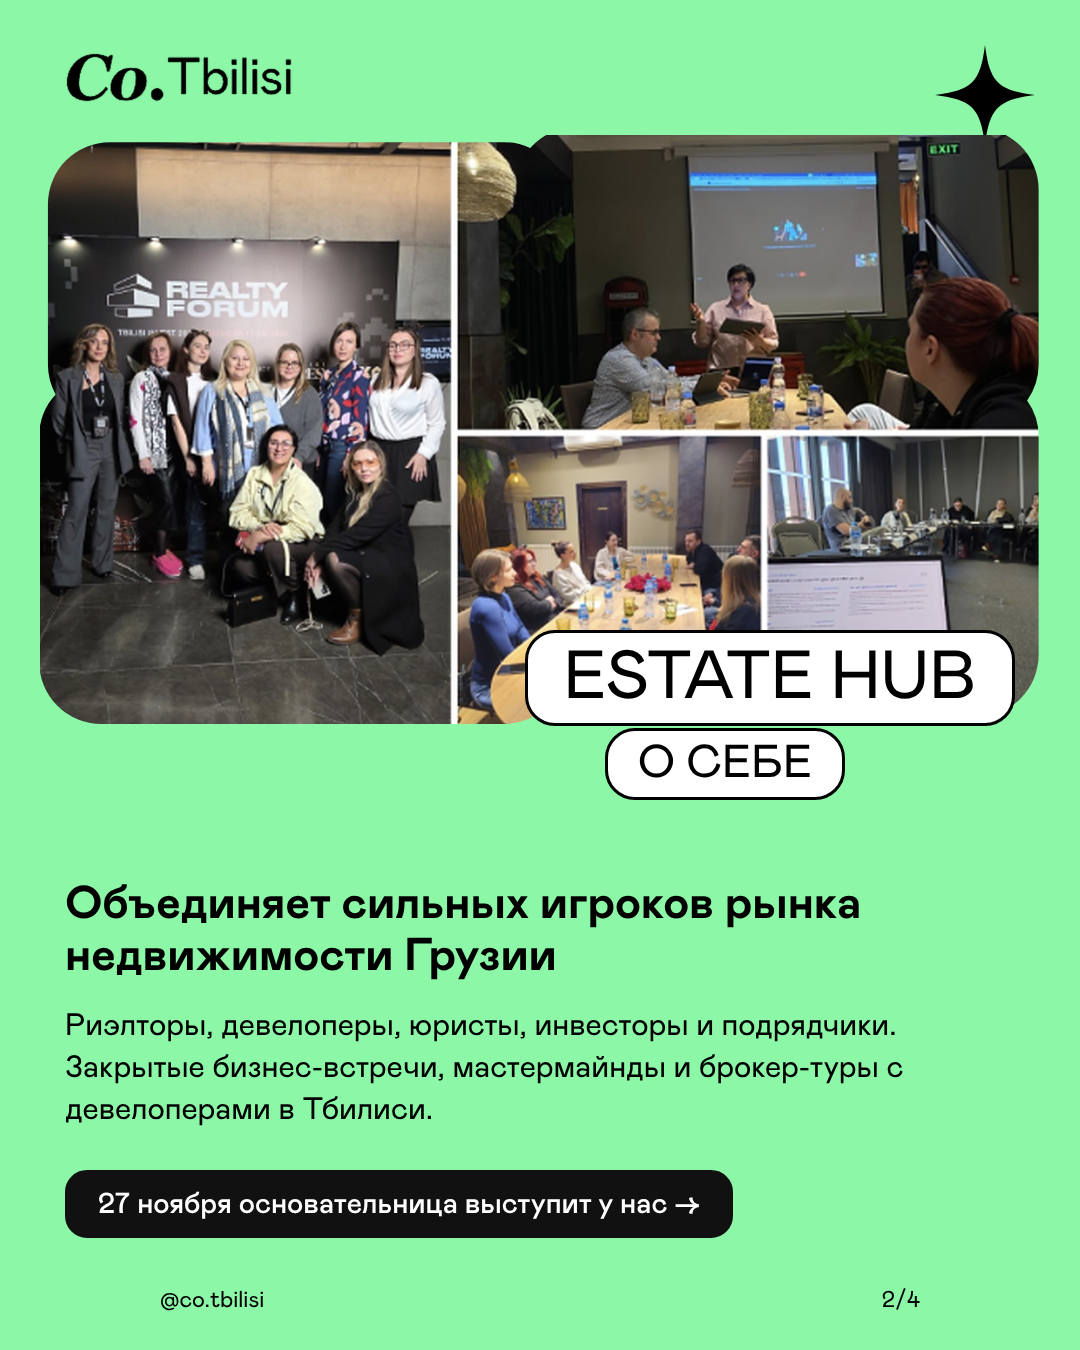 Co.Tbilisi
EXIT
REALTY
FORUM
ESTATE HUB
О СЕБЕ
Объединяет сильных игроков рынка
недвижимости Грузии
Риэлторы, девелоперы, юристы, инвесторы и подрядчики.
Закрытые бизнес-встречи, мастермайнды и брокер-туры с
девелоперами в Тбилиси.
27 ноября основательница выступит у нас →
@co.tbilisi
2/4